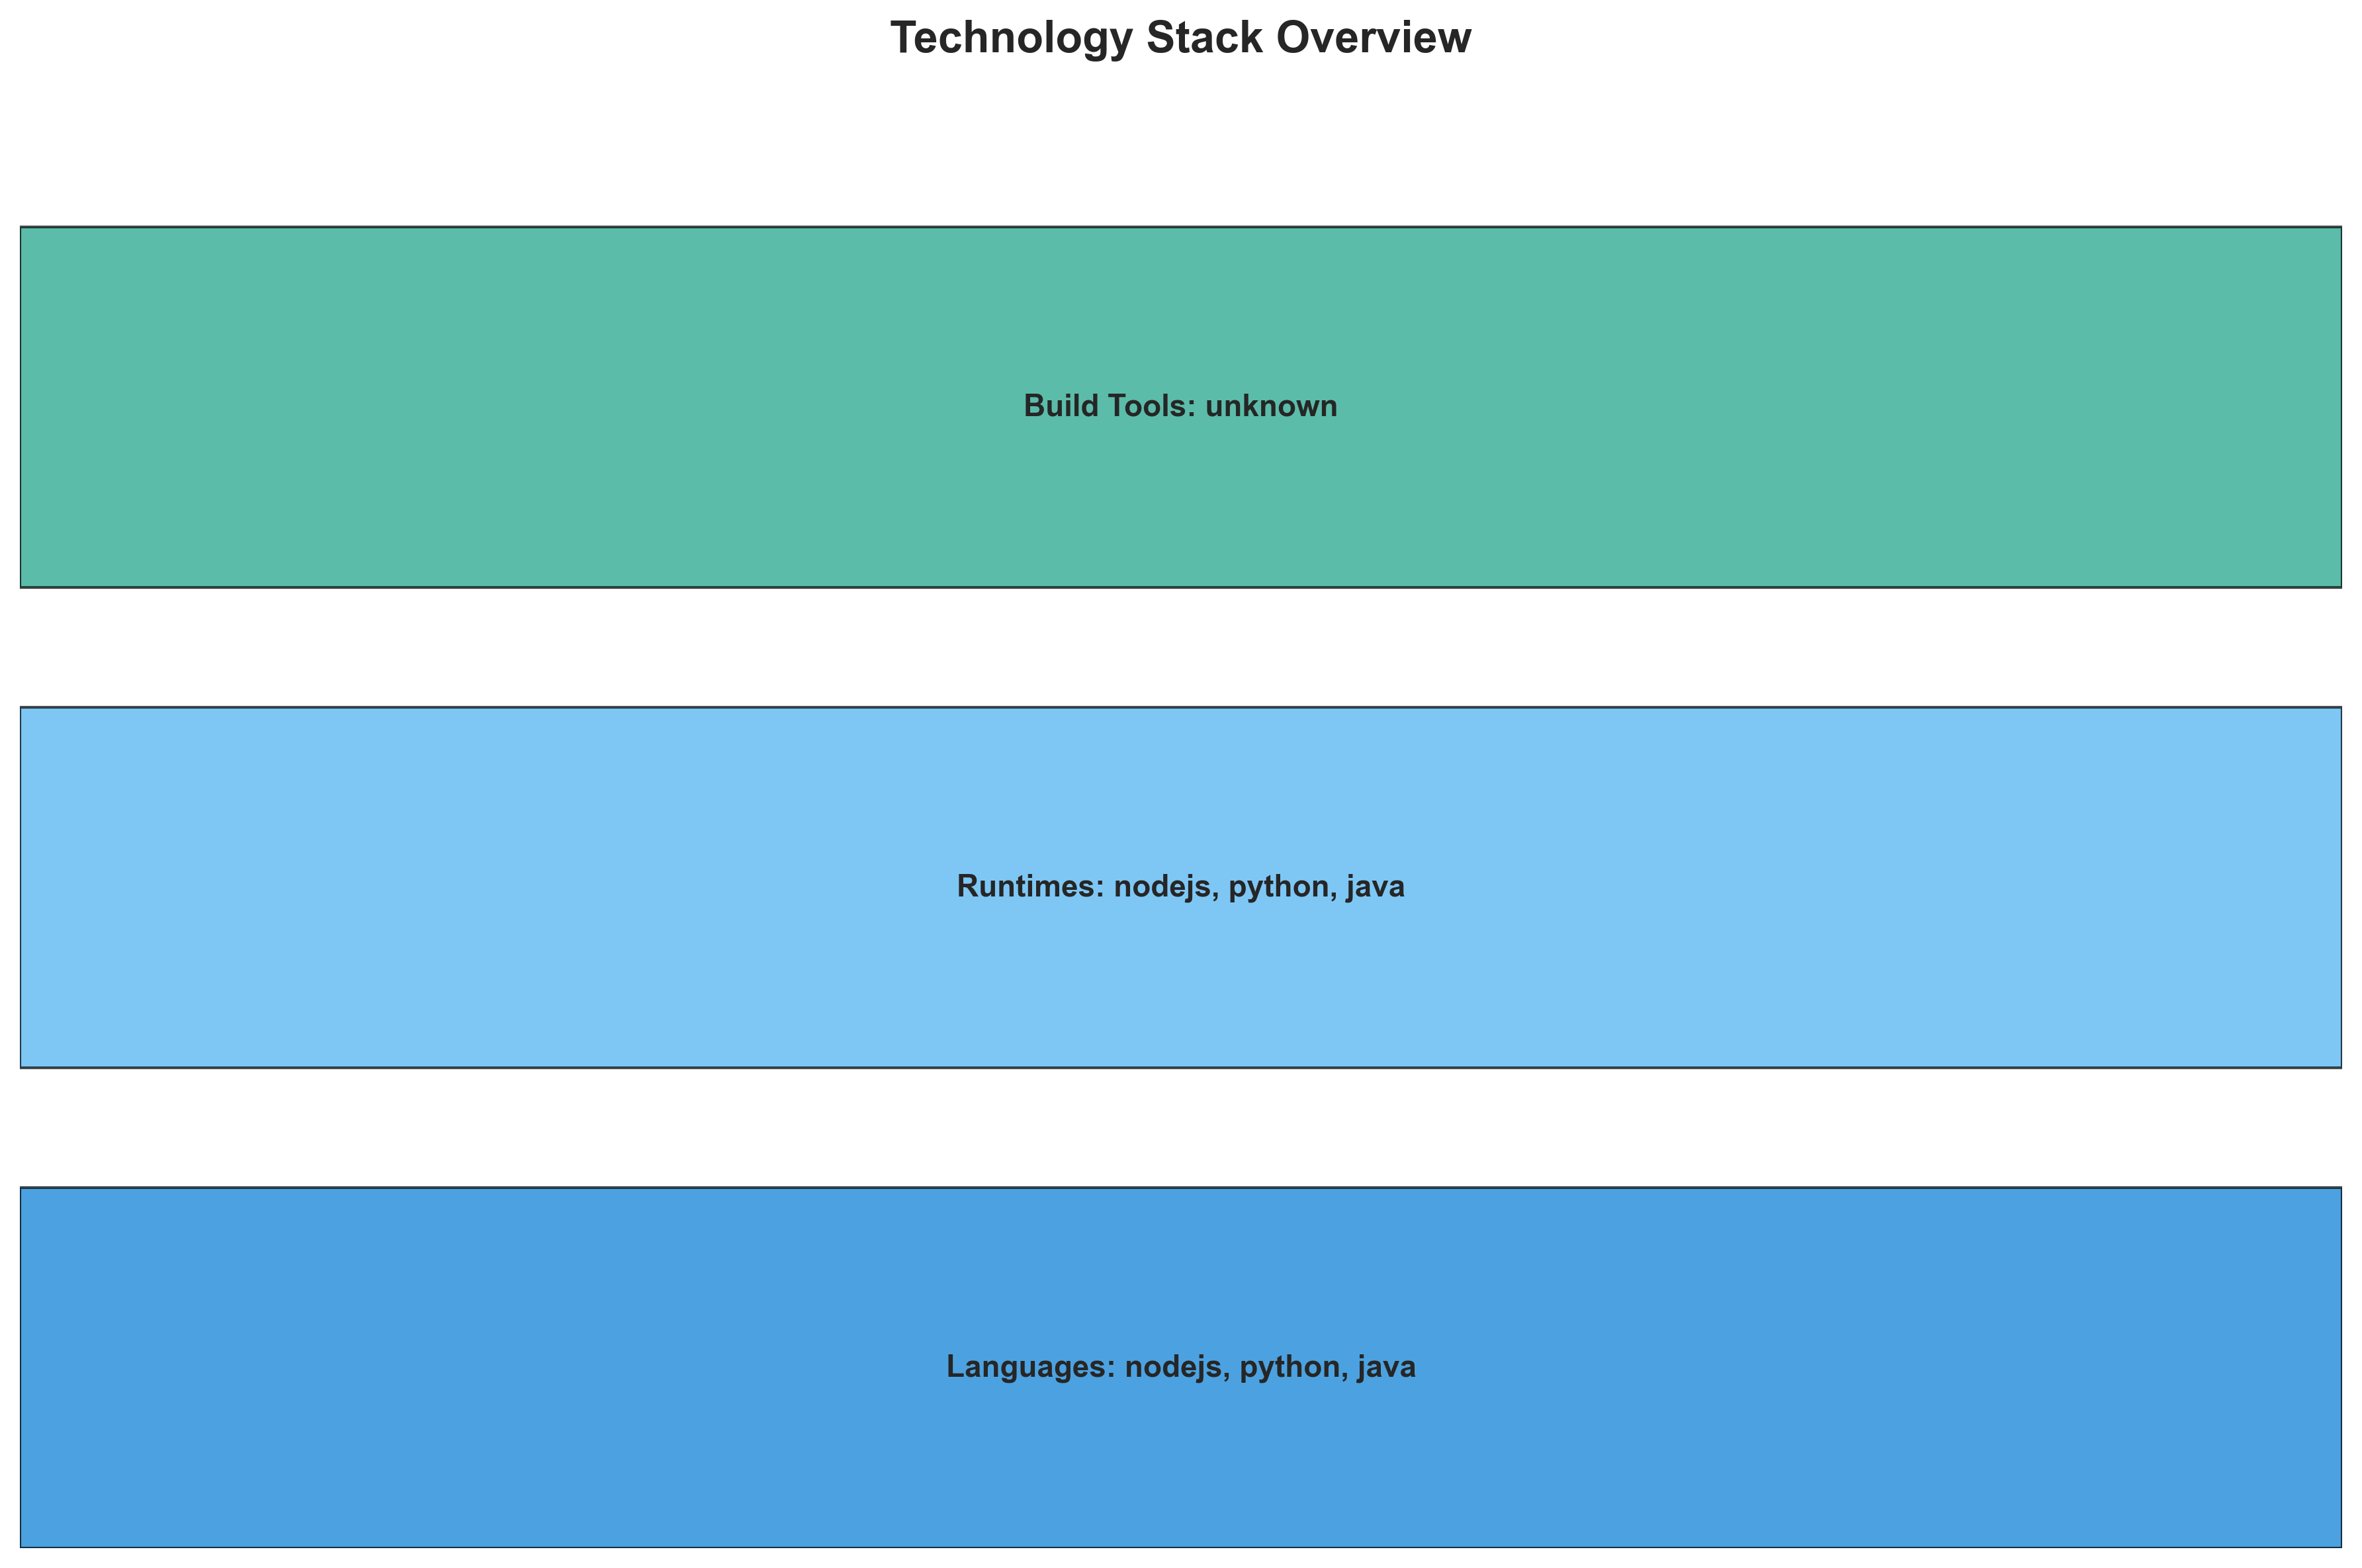 Technology Stack Overview
Build Tools: unknown
Runtimes: nodejs, python, java
Languages: nodejs, python, java